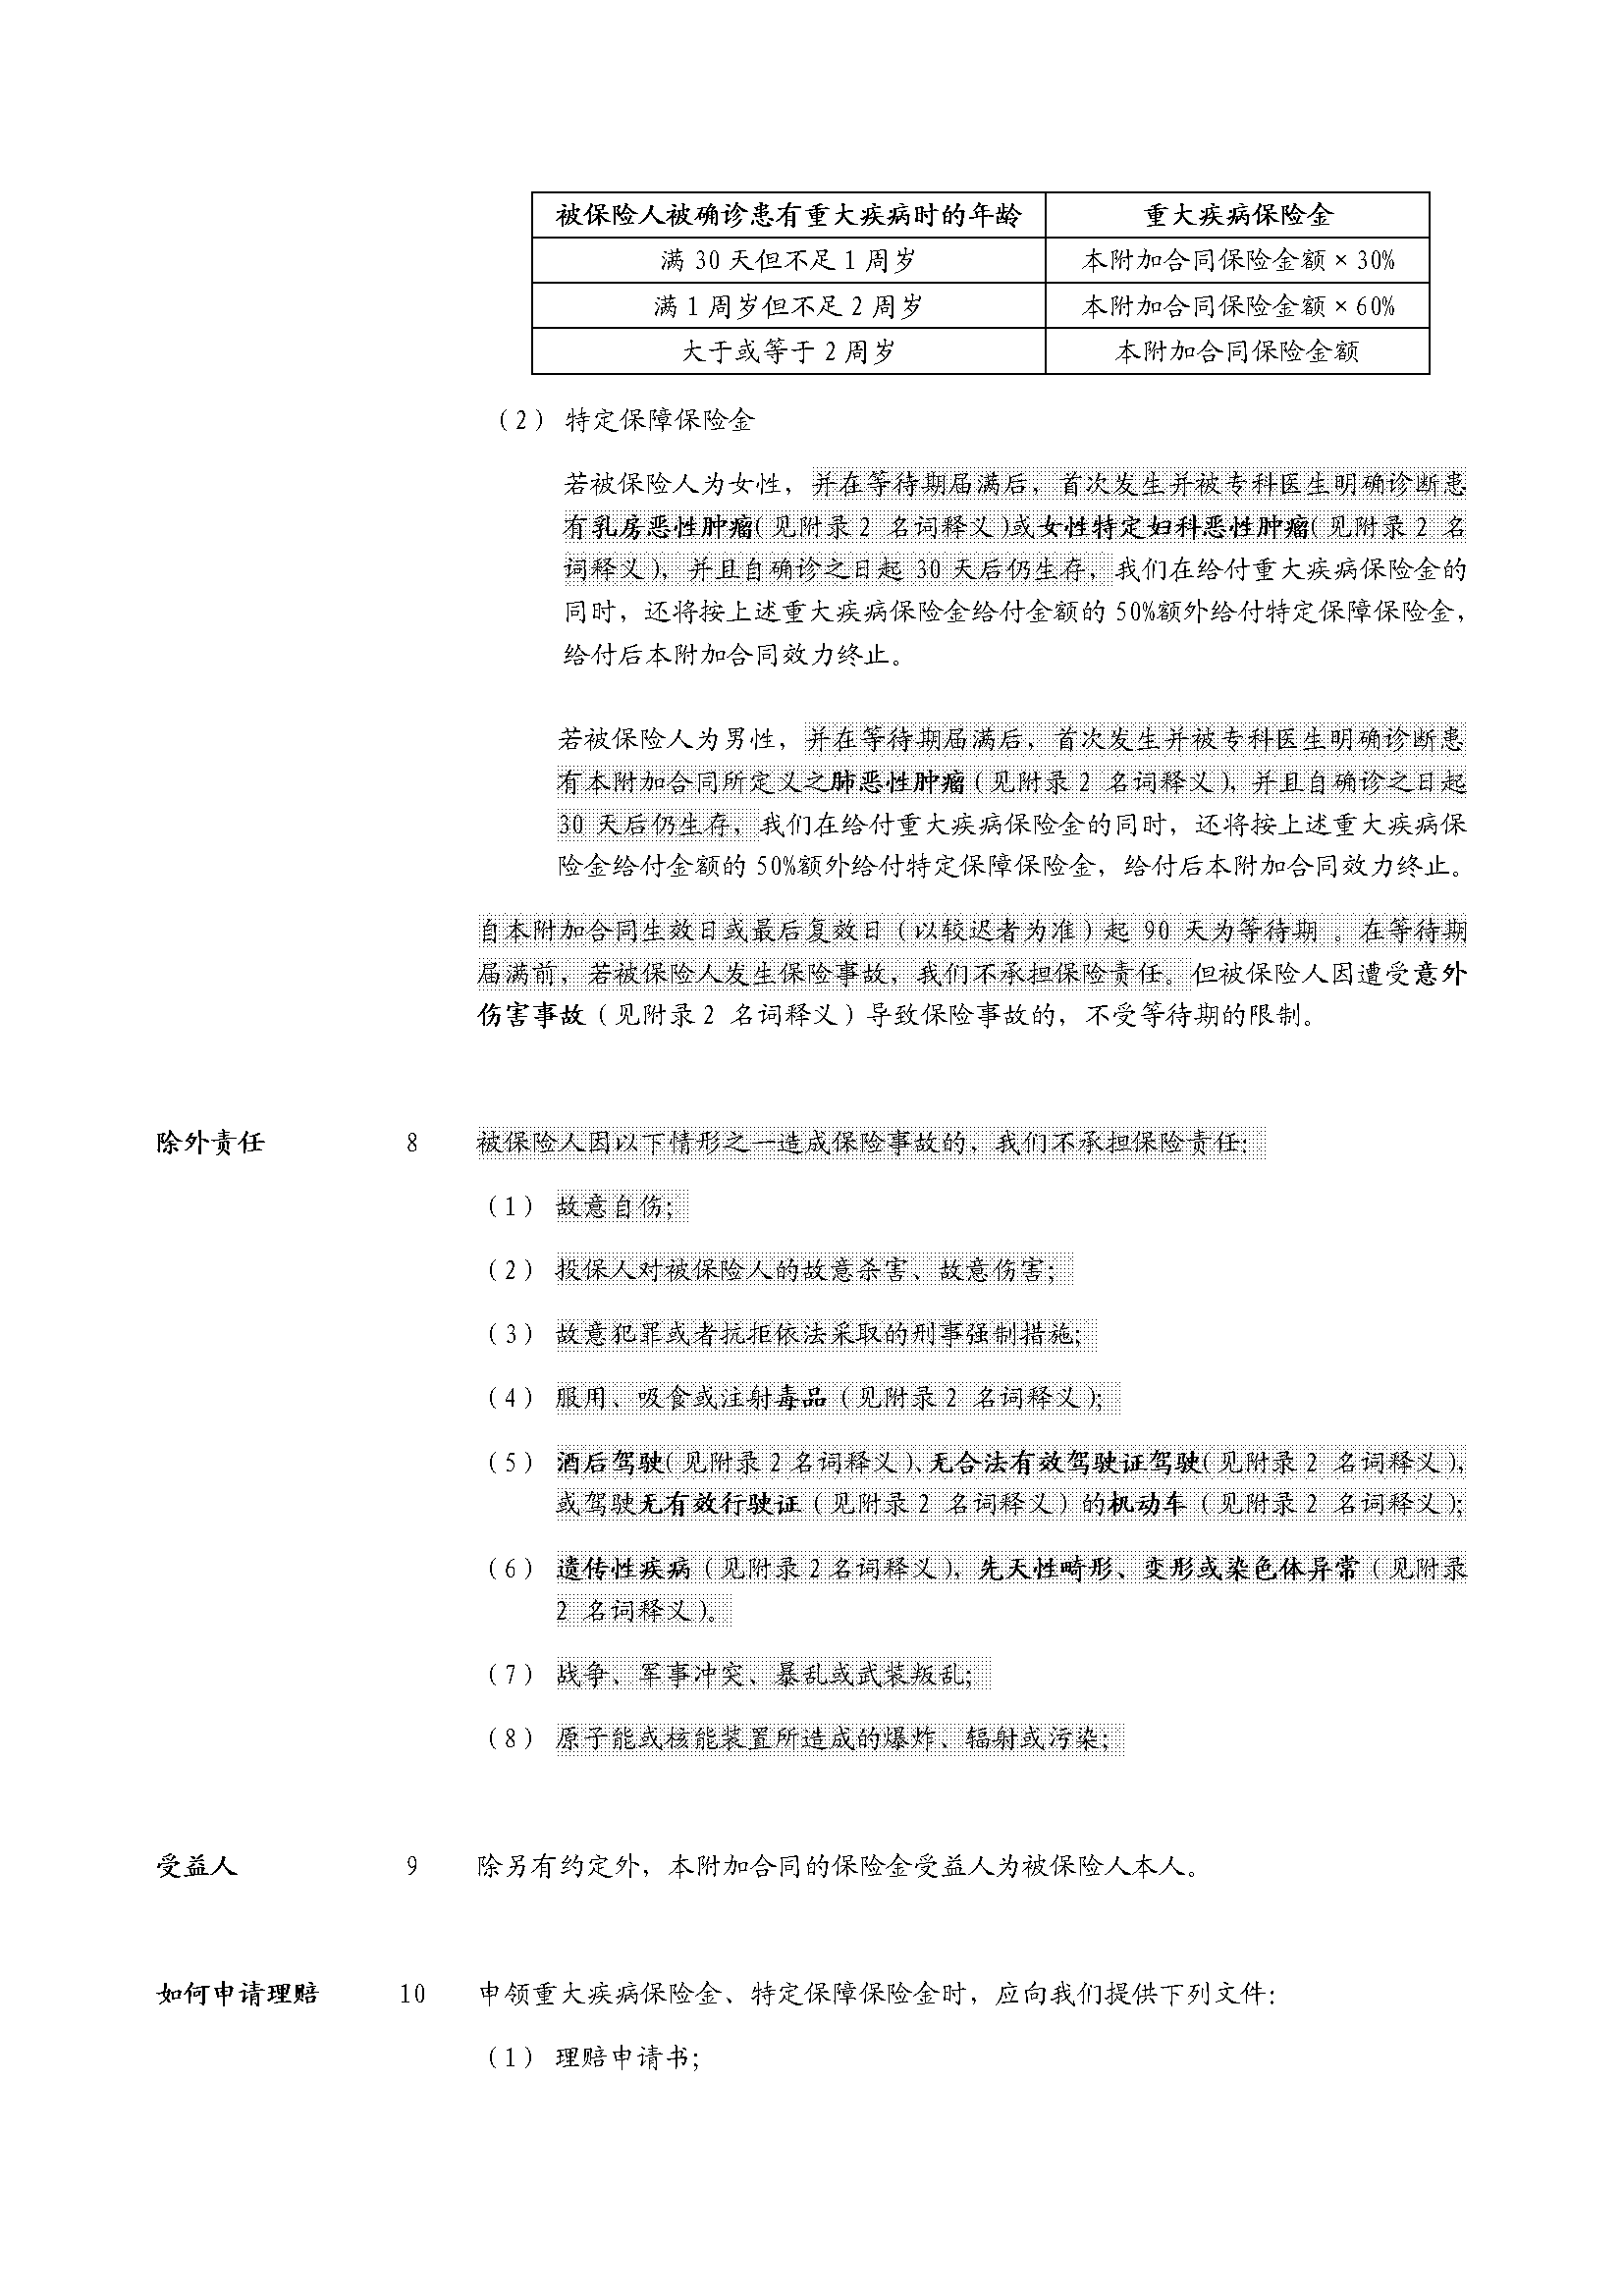 被保险人被确诊患有重大疾病时的年龄 重大疾病保险金
满 30 天但不足 1 周岁 本附加合同保险金额 × 30%
满 1 周岁但不足 2 周岁 本附加合同保险金额 × 60%
大于或等于 2 周岁 本附加合同保险金额
（2） 特定保障保险金
若被保险人为女性，并在等待期届满后，首次发生并被专科医生明确诊断患
有乳房恶性肿瘤（见附录 2 名词释义）或女性特定妇科恶性肿瘤（见附录 2 名
词释义），并且自确诊之日起 30 天后仍生存，我们在给付重大疾病保险金的
同时，还将按上述重大疾病保险金给付金额的 50%额外给付特定保障保险金，
给付后本附加合同效力终止。
若被保险人为男性，并在等待期届满后，首次发生并被专科医生明确诊断患
有本附加合同所定义之肺恶性肿瘤（见附录 2 名词释义），并且自确诊之日起
30 天后仍生存，我们在给付重大疾病保险金的同时，还将按上述重大疾病保
险金给付金额的 50%额外给付特定保障保险金，给付后本附加合同效力终止。
自本附加合同生效日或最后复效日（以较迟者为准）起 90 天为等待期 。在等待期
届满前，若被保险人发生保险事故，我们不承担保险责任。但被保险人因遭受意外
伤害事故（见附录 2 名词释义）导致保险事故的，不受等待期的限制。
除外责任 8 被保险人因以下情形之一造成保险事故的，我们不承担保险责任：
（1） 故意自伤；
（2） 投保人对被保险人的故意杀害、故意伤害；
（3） 故意犯罪或者抗拒依法采取的刑事强制措施；
（4） 服用、吸食或注射毒品（见附录 2 名词释义）；
（5） 酒后驾驶（见附录 2 名词释义）、无合法有效驾驶证驾驶（见附录 2 名词释义），
或驾驶无有效行驶证（见附录 2 名词释义）的机动车（见附录 2 名词释义）；
（6） 遗传性疾病（见附录 2 名词释义），先天性畸形、变形或染色体异常（见附录
2 名词释义）。
（7） 战争、军事冲突、暴乱或武装叛乱；
（8） 原子能或核能装置所造成的爆炸、辐射或污染；
受益人 9 除另有约定外，本附加合同的保险金受益人为被保险人本人。
如何申请理赔 10 申领重大疾病保险金、特定保障保险金时，应向我们提供下列文件：
（1） 理赔申请书；